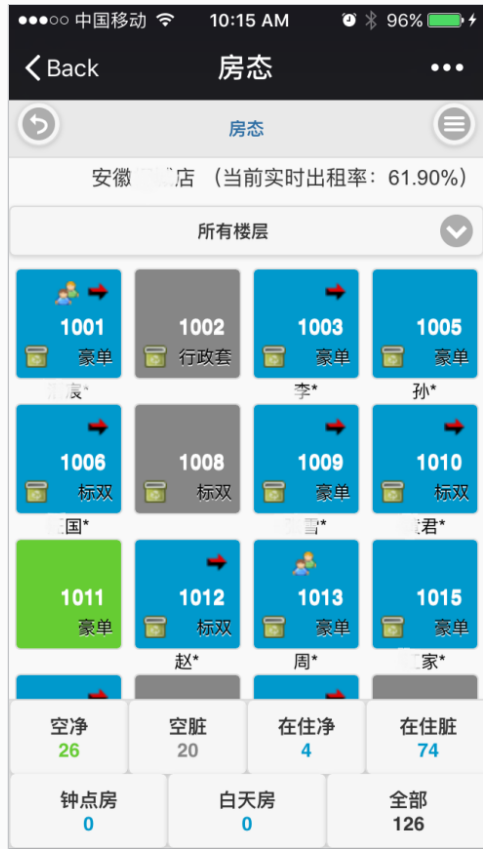 中国移动 10:15 AM 96%
Back 房态
房态
安徽 店 （当前实时出租率：61.90%）
所有楼层
1001 1002 1003 1005
豪单 行政套 豪单 豪单
宸* 李* 孙*
1006 1008 1009 1010
标双 标双 豪单 标双
国* 雪* 君*
1011 1012 1013 1015
豪单 标双 豪单 豪单
赵* 周* 家*
空净 空脏 在住净 在住脏
26 20 4 74
钟点房 白天房 全部
0 0 126